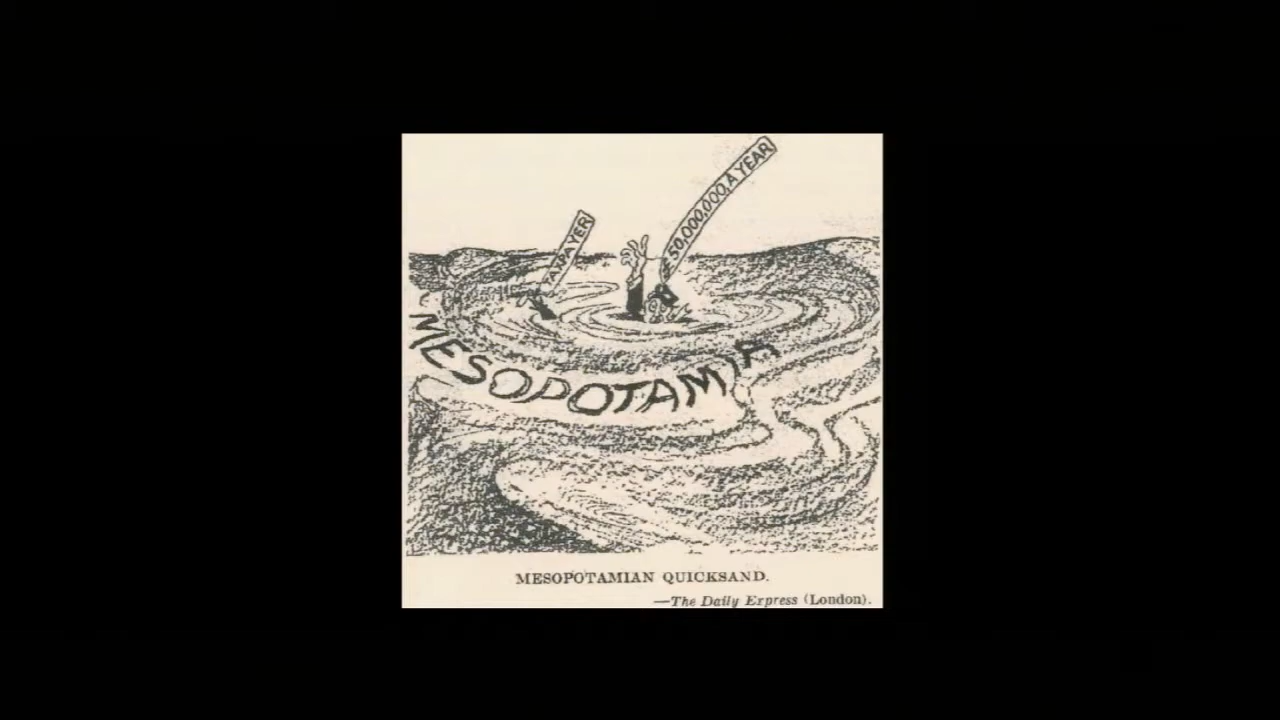 TAXPAYER
50,000,000, A YEAR
MESOPOTAMIA
MESOPOTAMIAN QUICKSAND.
—The Daily Express (London).